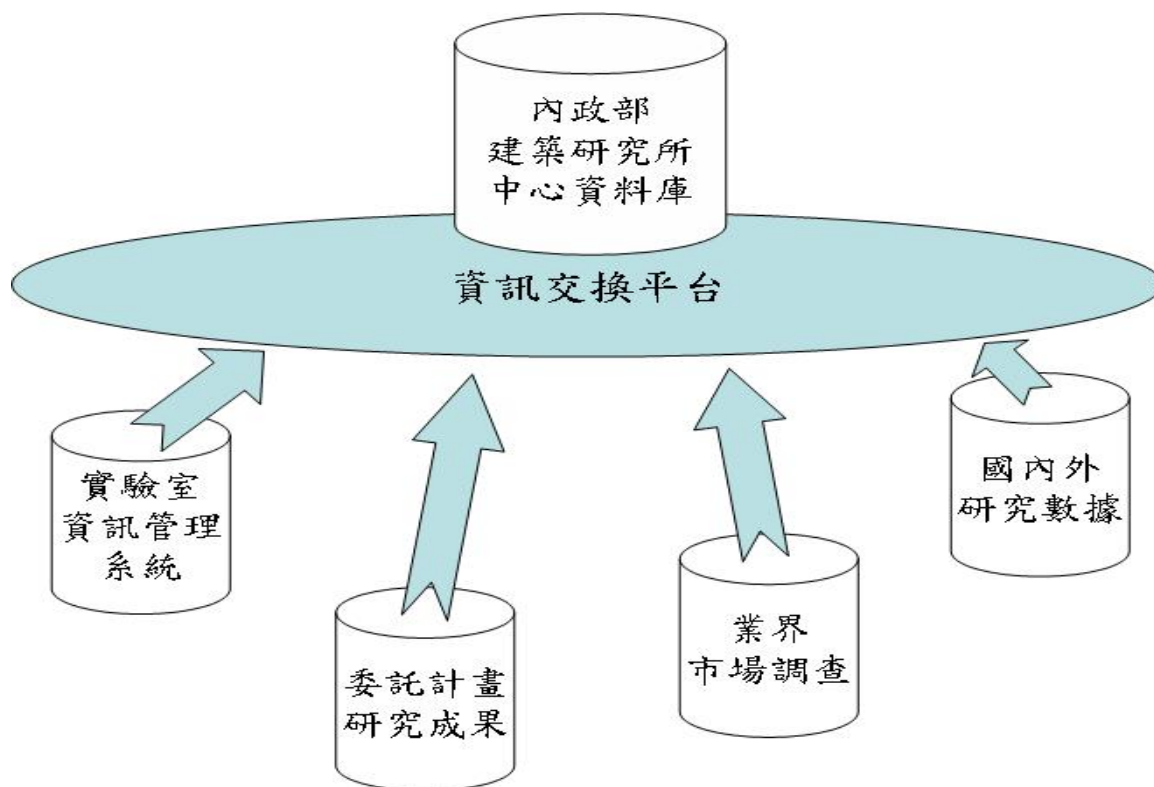 內政部
建築研究所
中心資料庫
資訊交換平台
實驗室
資訊管理
系統
委託計畫
研究成果
業界
市場調查
國內外
研究數據